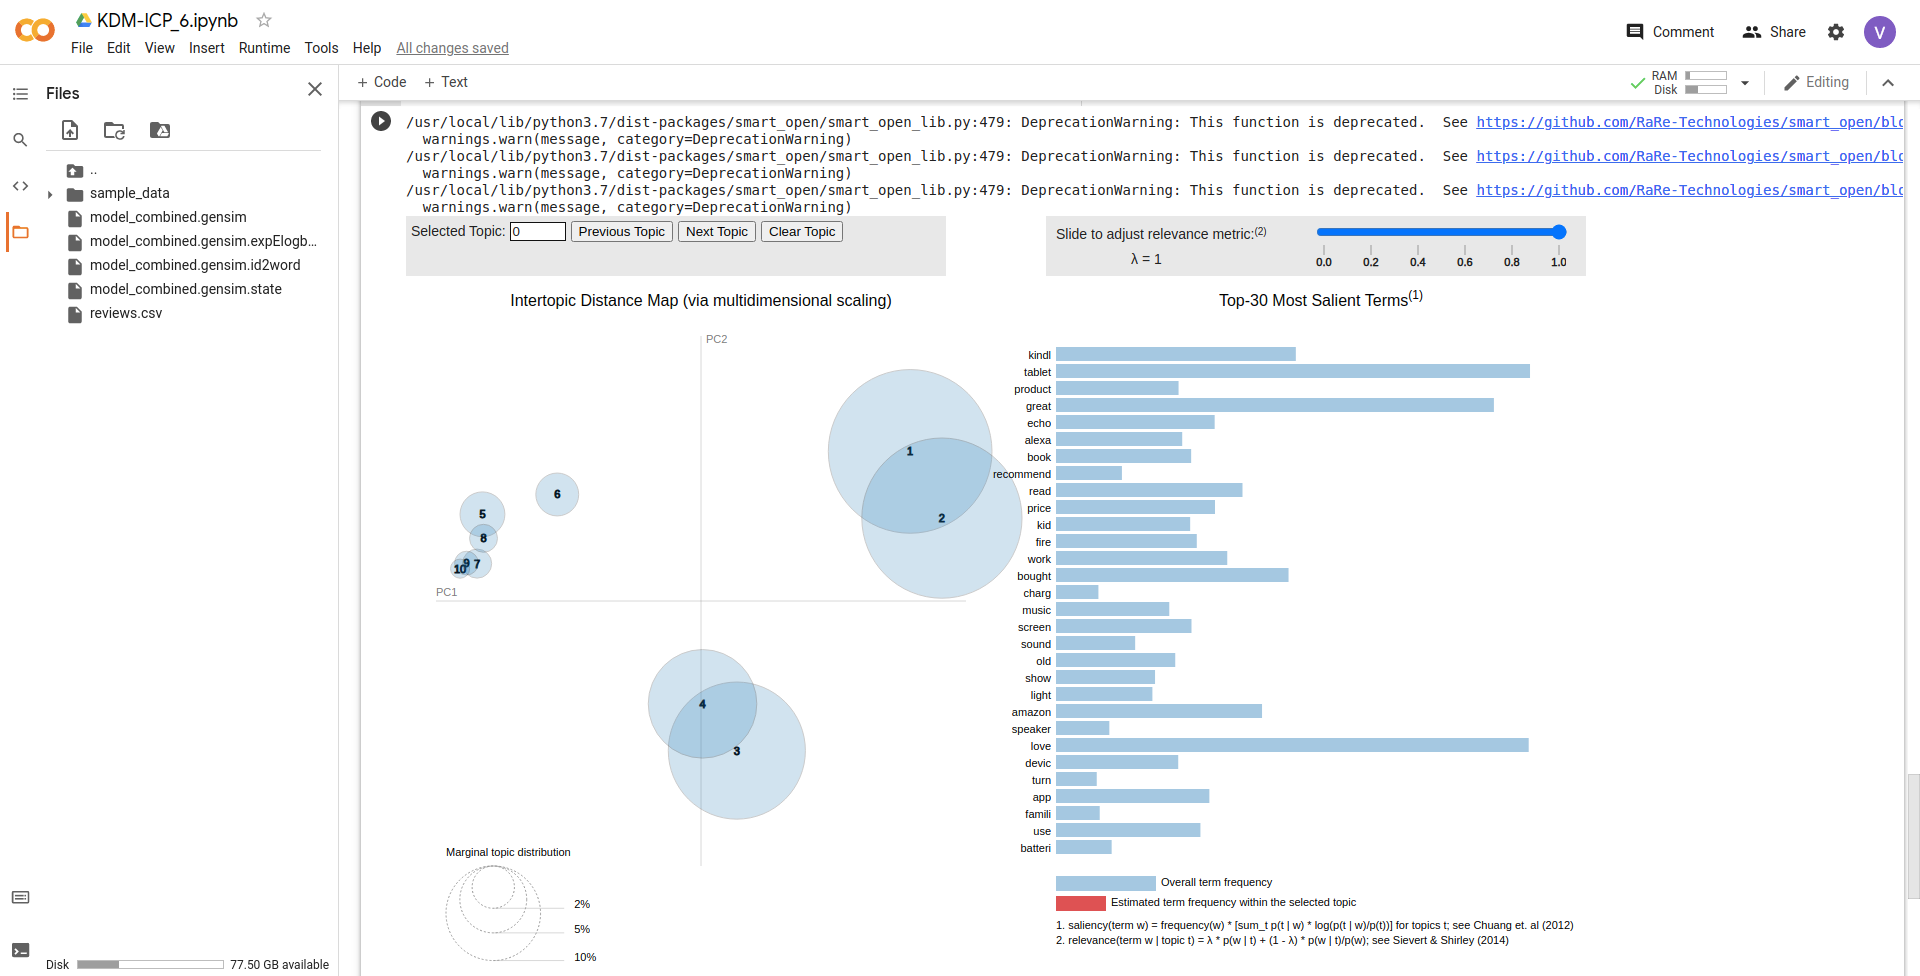 KDM-ICP_6.ipynb
File Edit View Insert Runtime Tools Help All changes saved
Comment Share V
Files
+ Code + Text
RAM
Disk
Editing
..
sample_data
model_combined.gensim
model_combined.gensim.expElogb...
model_combined.gensim.id2word
model_combined.gensim.state
reviews.csv
Disk 77.50 GB available
/usr/local/lib/python3.7/dist-packages/smart_open/smart_open_lib.py:479: DeprecationWarning: This function is deprecated. See https://github.com/RaRe-Technologies/smart_open/blo
warnings.warn(message, category=DeprecationWarning)
/usr/local/lib/python3.7/dist-packages/smart_open/smart_open_lib.py:479: DeprecationWarning: This function is deprecated. See https://github.com/RaRe-Technologies/smart_open/blo
warnings.warn(message, category=DeprecationWarning)
/usr/local/lib/python3.7/dist-packages/smart_open/smart_open_lib.py:479: DeprecationWarning: This function is deprecated. See https://github.com/RaRe-Technologies/smart_open/blo
warnings.warn(message, category=DeprecationWarning)
Selected Topic: 0 Previous Topic Next Topic Clear Topic
Slide to adjust relevance metric:(2)
λ = 1
0.0 0.2 0.4 0.6 0.8 1.0
Intertopic Distance Map (via multidimensional scaling)
PC2
1
2
6
5
8
9 7
10
PC1
4
3
Marginal topic distribution
2%
5%
10%
Top-30 Most Salient Terms(1)
kindl
tablet
product
great
echo
alexa
book
recommend
read
price
kid
fire
work
bought
charg
music
screen
sound
old
show
light
amazon
speaker
love
devic
turn
app
famili
use
batteri
Overall term frequency
Estimated term frequency within the selected topic
1. saliency(term w) = frequency(w) * [sum_t p(t | w) * log(p(t | w)/p(t))] for topics t; see Chuang et. al (2012)
2. relevance(term w | topic t) = λ * p(w | t) + (1 - λ) * p(w | t)/p(w); see Sievert & Shirley (2014)